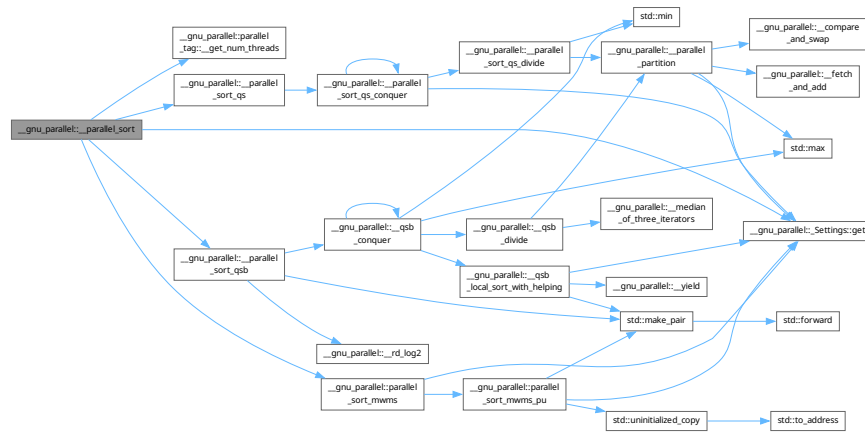 std::min
__gnu_parallel::parallel
_tag::__get_num_threads
__gnu_parallel::__compare
_and_swap
__gnu_parallel::__parallel
_sort_qs_divide
__gnu_parallel::__parallel
_partition
__gnu_parallel::__fetch
_and_add
__gnu_parallel::__parallel
_sort_qs
__gnu_parallel::__parallel
_sort_qs_conquer
__gnu_parallel::__parallel_sort
std::max
__gnu_parallel::__median
_of_three_iterators
__gnu_parallel::__qsb
_conquer
__gnu_parallel::__qsb
_divide
__gnu_parallel::_Settings::get
__gnu_parallel::__parallel
_sort_qsb
__gnu_parallel::__qsb
_local_sort_with_helping
__gnu_parallel::__yield
std::make_pair
std::forward
__gnu_parallel::__rd_log2
__gnu_parallel::parallel
_sort_mwms
__gnu_parallel::parallel
_sort_mwms_pu
std::uninitialized_copy
std::to_address